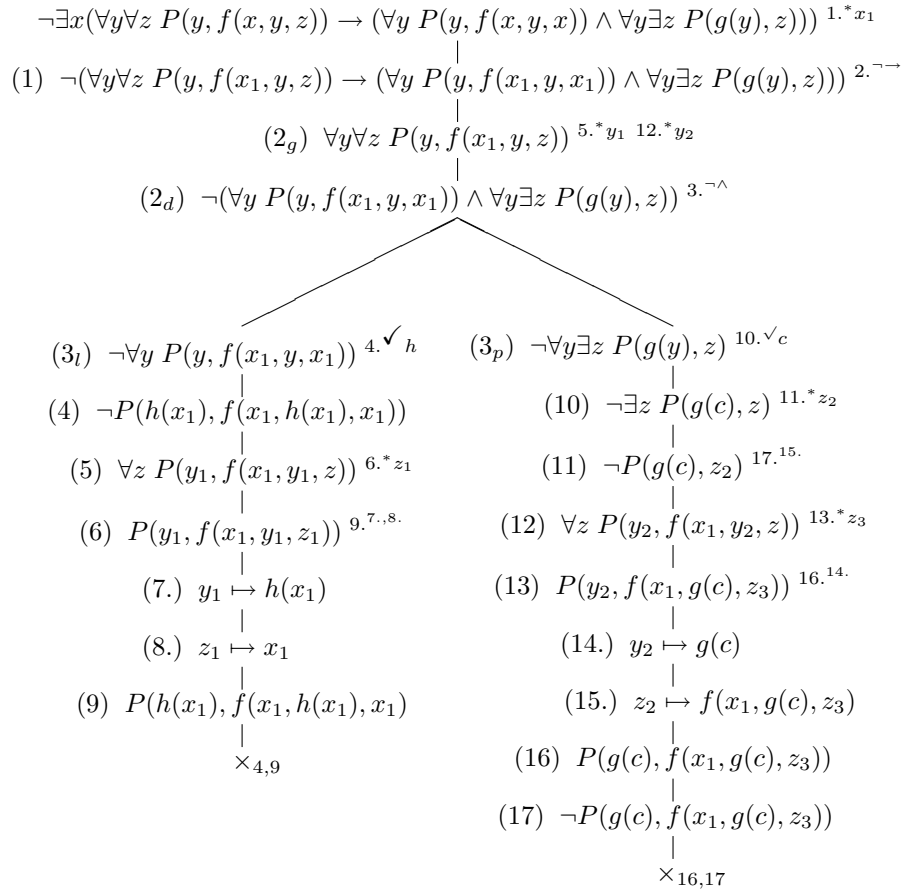 ¬∃x(∀y∀z P(y, f(x, y, z)) → (∀y P(y, f(x, y, x)) ∧ ∀y∃z P(g(y), z))) 1.*x₁
(1) ¬(∀y∀z P(y, f(x₁, y, z)) → (∀y P(y, f(x₁, y, x₁)) ∧ ∀y∃z P(g(y), z))) 2.¬→
(2g) ∀y∀z P(y, f(x₁, y, z)) 5.*y₁ 12.*y₂
(2d) ¬(∀y P(y, f(x₁, y, x₁)) ∧ ∀y∃z P(g(y), z)) 3.¬∧
(3l) ¬∀y P(y, f(x₁, y, x₁)) 4.✓h
(4) ¬P(h(x₁), f(x₁, h(x₁), x₁))
(5) ∀z P(y₁, f(x₁, y₁, z)) 6.*z₁
(6) P(y₁, f(x₁, y₁, z₁)) 9.7.,8.
(7.) y₁ ↦ h(x₁)
(8.) z₁ ↦ x₁
(9) P(h(x₁), f(x₁, h(x₁), x₁)
×4,9
(3p) ¬∀y∃z P(g(y), z) 10.✓c
(10) ¬∃z P(g(c), z) 11.*z₂
(11) ¬P(g(c), z₂) 17.15.
(12) ∀z P(y₂, f(x₁, y₂, z)) 13.*z₃
(13) P(y₂, f(x₁, g(c), z₃)) 16.14.
(14.) y₂ ↦ g(c)
(15.) z₂ ↦ f(x₁, g(c), z₃)
(16) P(g(c), f(x₁, g(c), z₃))
(17) ¬P(g(c), f(x₁, g(c), z₃))
×16,17